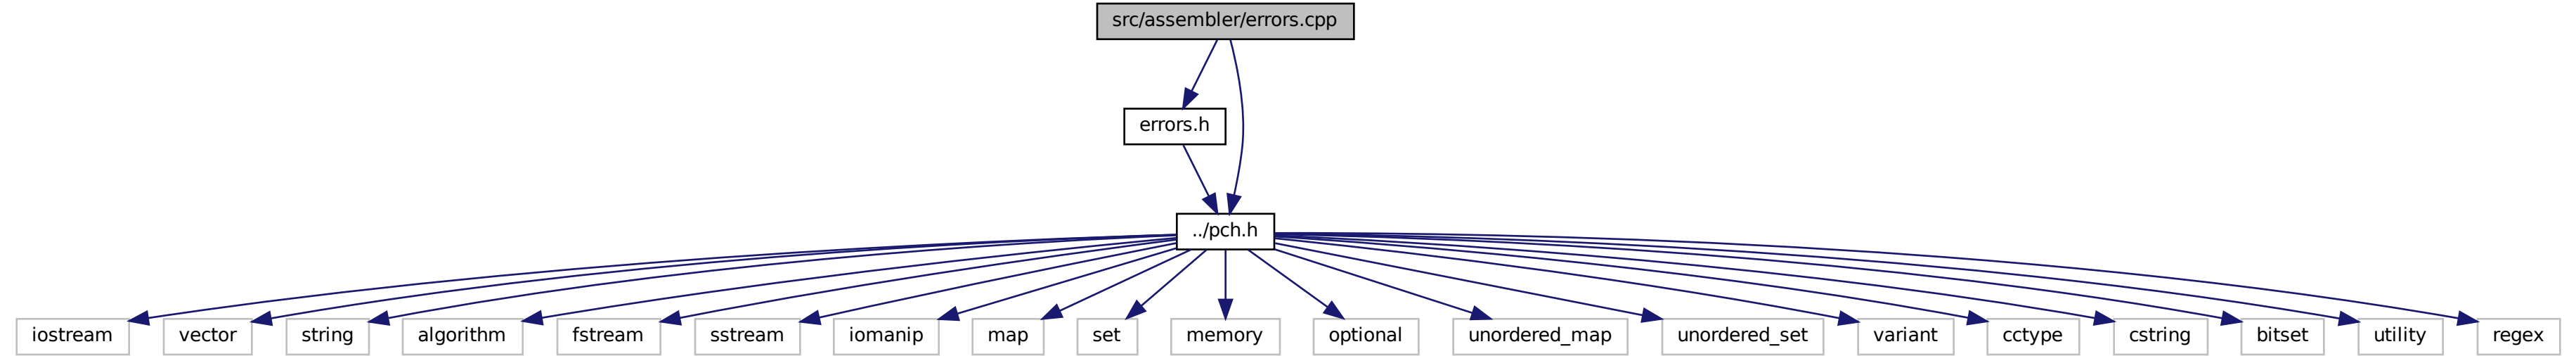 src/assembler/errors.cpp
errors.h
../pch.h
iostream
vector
string
algorithm
fstream
sstream
iomanip
map
set
memory
optional
unordered_map
unordered_set
variant
cctype
cstring
bitset
utility
regex